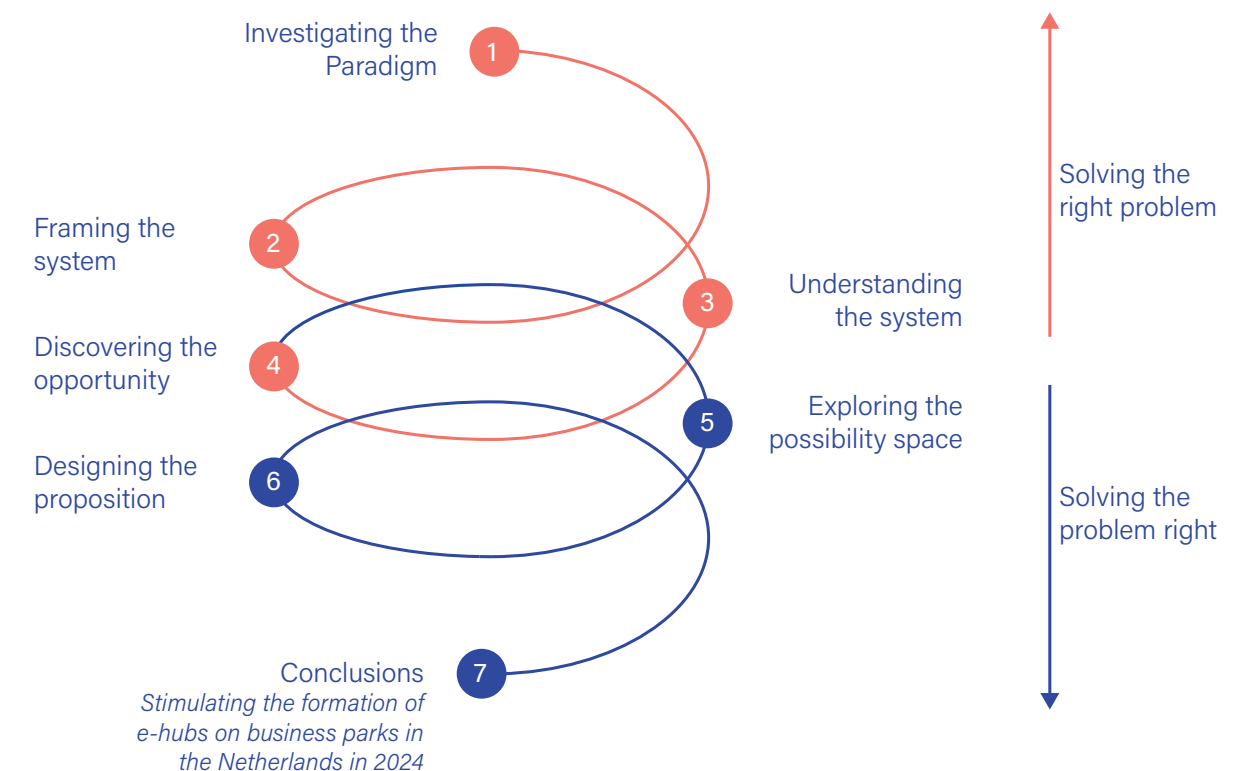 Investigating the
Paradigm
1
Solving the
right problem
Framing the
system
2
3
Understanding
the system
Discovering the
opportunity
4
5
Exploring the
possibility space
Designing the
proposition
6
Solving the
problem right
Conclusions
7
Stimulating the formation of
e-hubs on business parks in
the Netherlands in 2024